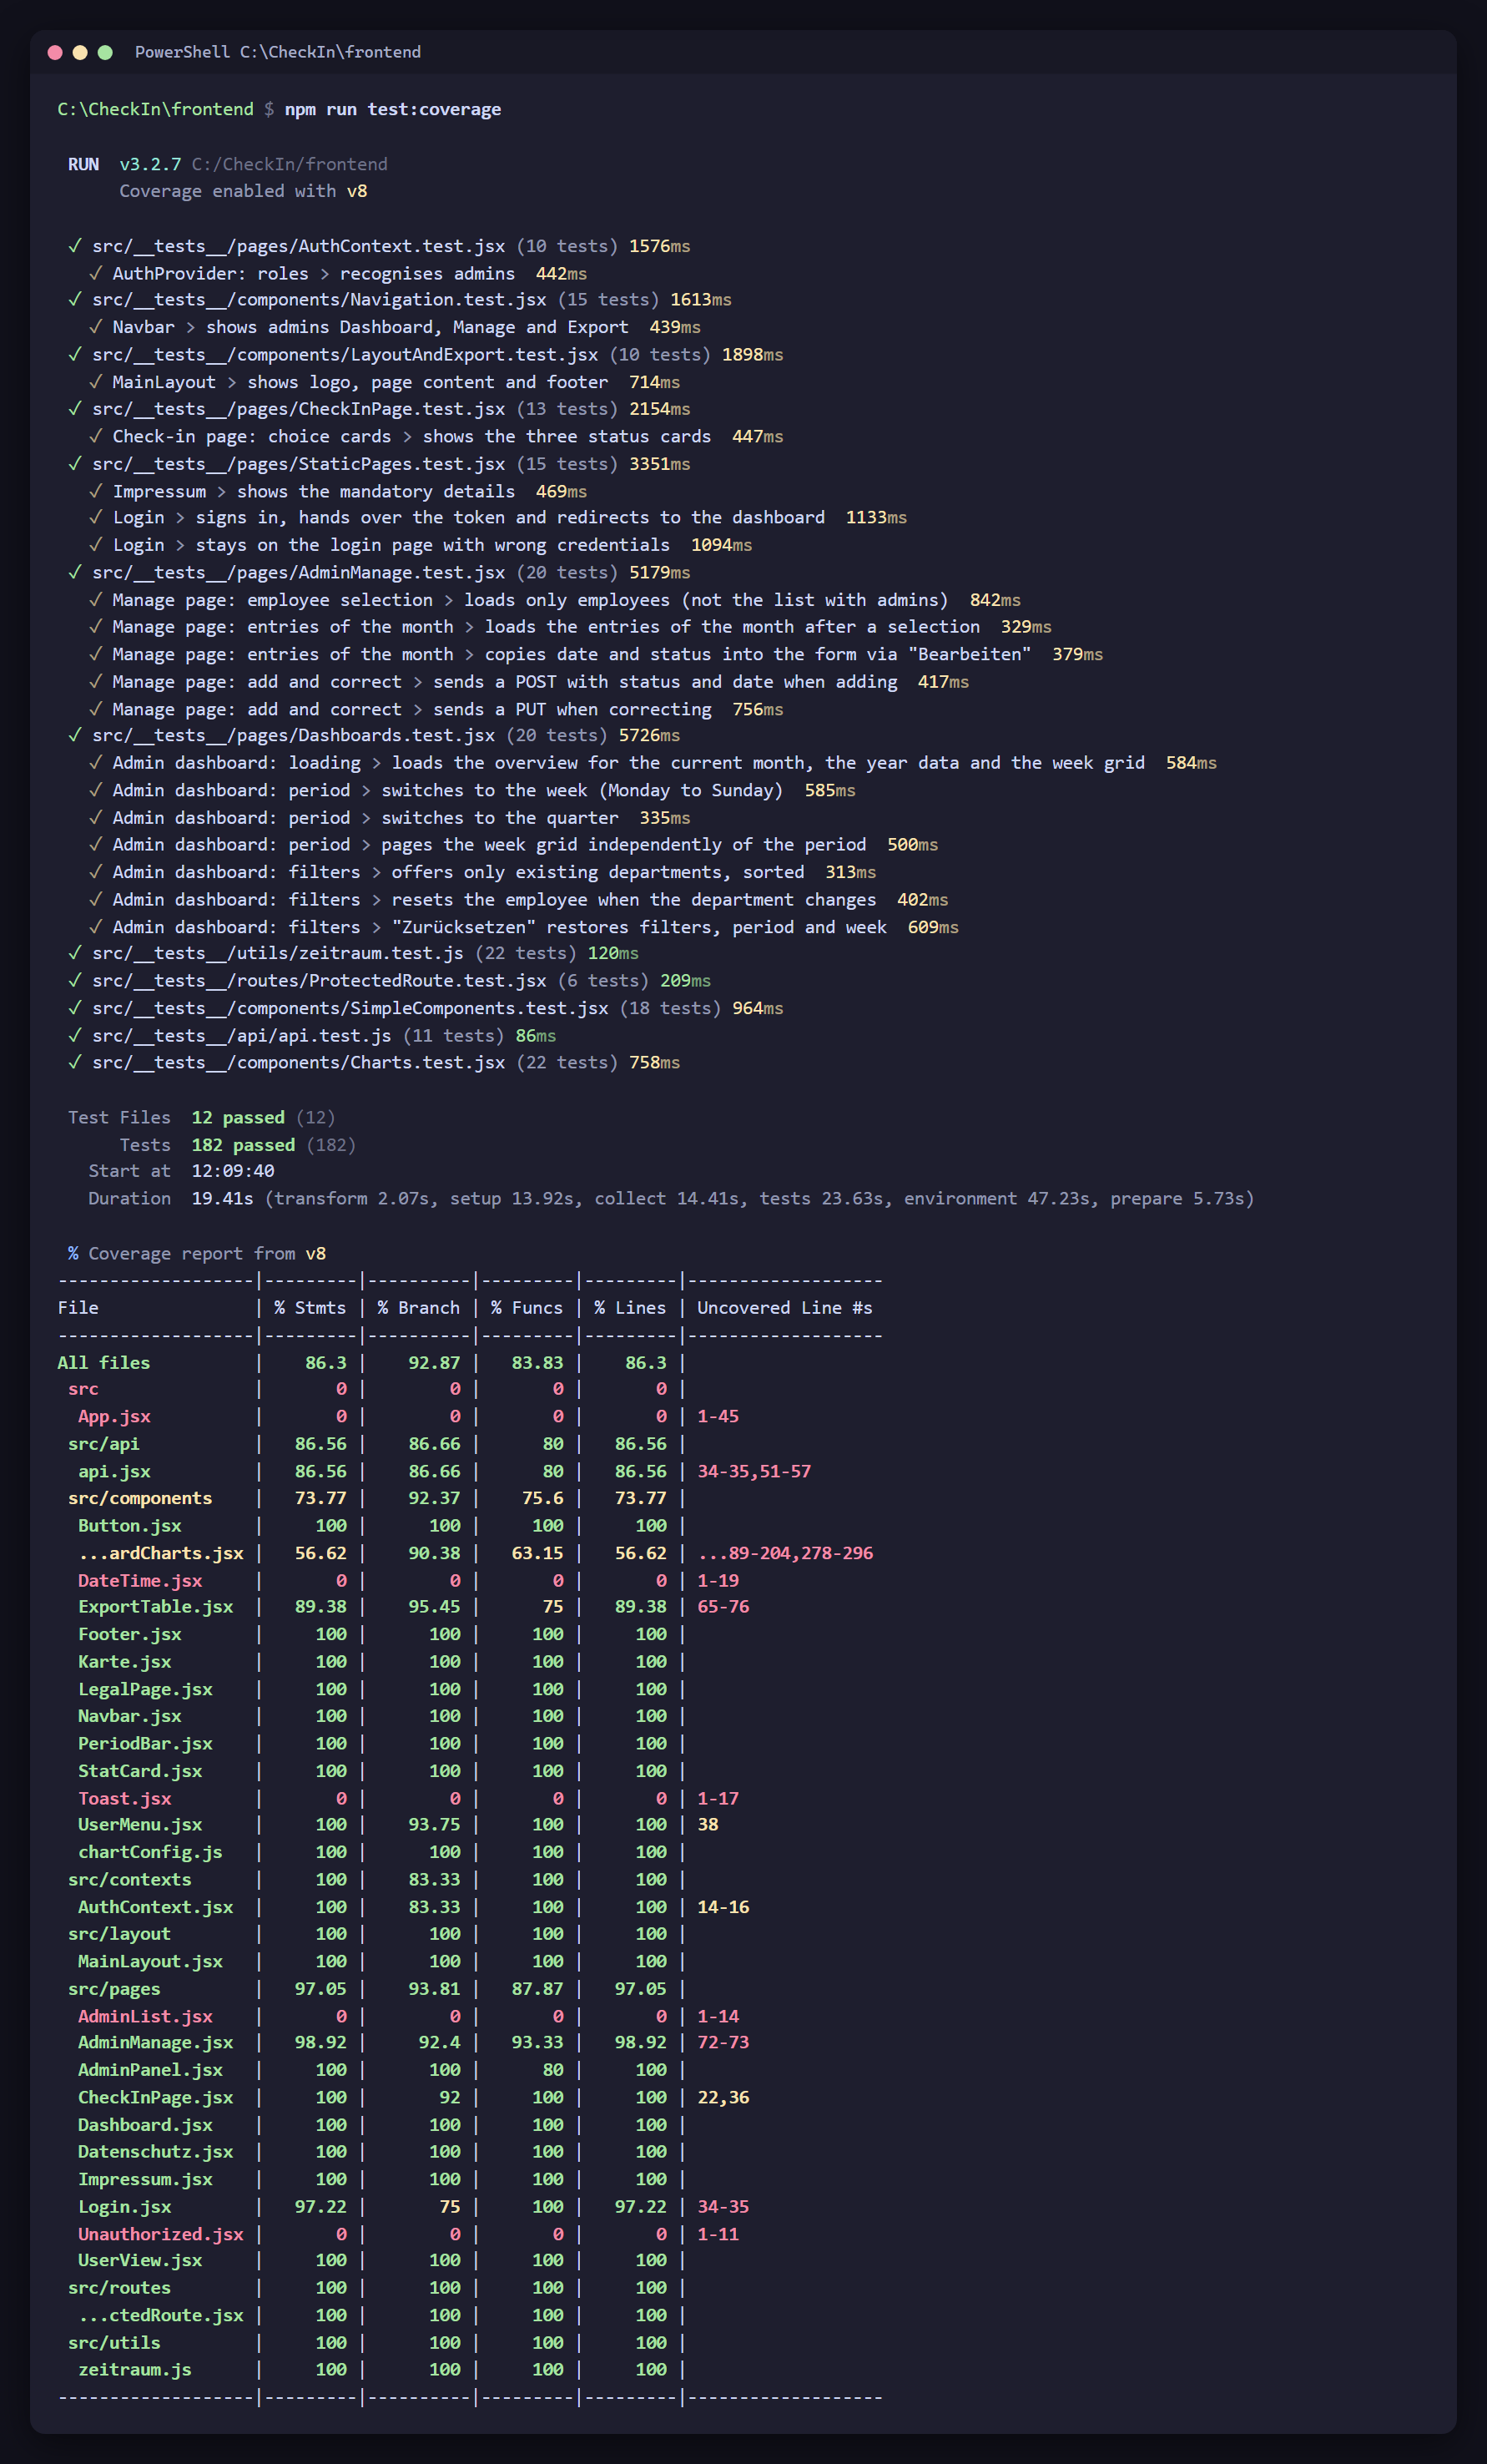 PowerShell C:\CheckIn\frontend
C:\CheckIn\frontend $ npm run test:coverage
RUN  v3.2.7 C:/CheckIn/frontend
Coverage enabled with v8
✓ src/__tests__/pages/AuthContext.test.jsx (10 tests) 1576ms
✓ AuthProvider: roles > recognises admins  442ms
✓ src/__tests__/components/Navigation.test.jsx (15 tests) 1613ms
✓ Navbar > shows admins Dashboard, Manage and Export  439ms
✓ src/__tests__/components/LayoutAndExport.test.jsx (10 tests) 1898ms
✓ MainLayout > shows logo, page content and footer  714ms
✓ src/__tests__/pages/CheckInPage.test.jsx (13 tests) 2154ms
✓ Check-in page: choice cards > shows the three status cards  447ms
✓ src/__tests__/pages/StaticPages.test.jsx (15 tests) 3351ms
✓ Impressum > shows the mandatory details  469ms
✓ Login > signs in, hands over the token and redirects to the dashboard  1133ms
✓ Login > stays on the login page with wrong credentials  1094ms
✓ src/__tests__/pages/AdminManage.test.jsx (20 tests) 5179ms
✓ Manage page: employee selection > loads only employees (not the list with admins)  842ms
✓ Manage page: entries of the month > loads the entries of the month after a selection  329ms
✓ Manage page: entries of the month > copies date and status into the form via "Bearbeiten"  379ms
✓ Manage page: add and correct > sends a POST with status and date when adding  417ms
✓ Manage page: add and correct > sends a PUT when correcting  756ms
✓ src/__tests__/pages/Dashboards.test.jsx (20 tests) 5726ms
✓ Admin dashboard: loading > loads the overview for the current month, the year data and the week grid  584ms
✓ Admin dashboard: period > switches to the week (Monday to Sunday)  585ms
✓ Admin dashboard: period > switches to the quarter  335ms
✓ Admin dashboard: period > pages the week grid independently of the period  500ms
✓ Admin dashboard: filters > offers only existing departments, sorted  313ms
✓ Admin dashboard: filters > resets the employee when the department changes  402ms
✓ Admin dashboard: filters > "Zurücksetzen" restores filters, period and week  609ms
✓ src/__tests__/utils/zeitraum.test.js (22 tests) 120ms
✓ src/__tests__/routes/ProtectedRoute.test.jsx (6 tests) 209ms
✓ src/__tests__/components/SimpleComponents.test.jsx (18 tests) 964ms
✓ src/__tests__/api/api.test.js (11 tests) 86ms
✓ src/__tests__/components/Charts.test.jsx (22 tests) 758ms
Test Files  12 passed (12)
Tests  182 passed (182)
Start at  12:09:40
Duration  19.41s (transform 2.07s, setup 13.92s, collect 14.41s, tests 23.63s, environment 47.23s, prepare 5.73s)
% Coverage report from v8
-------------------|---------|----------|---------|---------|-------------------
File               | % Stmts | % Branch | % Funcs | % Lines | Uncovered Line #s
-------------------|---------|----------|---------|---------|-------------------
All files          |    86.3 |    92.87 |   83.83 |    86.3 |
 src               |       0 |        0 |       0 |       0 |
  App.jsx          |       0 |        0 |       0 |       0 | 1-45
 src/api           |   86.56 |    86.66 |      80 |   86.56 |
  api.jsx          |   86.56 |    86.66 |      80 |   86.56 | 34-35,51-57
 src/components    |   73.77 |    92.37 |    75.6 |   73.77 |
  Button.jsx       |     100 |      100 |     100 |     100 |
  ...ardCharts.jsx |   56.62 |    90.38 |   63.15 |   56.62 | ...89-204,278-296
  DateTime.jsx     |       0 |        0 |       0 |       0 | 1-19
  ExportTable.jsx  |   89.38 |    95.45 |      75 |   89.38 | 65-76
  Footer.jsx       |     100 |      100 |     100 |     100 |
  Karte.jsx        |     100 |      100 |     100 |     100 |
  LegalPage.jsx    |     100 |      100 |     100 |     100 |
  Navbar.jsx       |     100 |      100 |     100 |     100 |
  PeriodBar.jsx    |     100 |      100 |     100 |     100 |
  StatCard.jsx     |     100 |      100 |     100 |     100 |
  Toast.jsx        |       0 |        0 |       0 |       0 | 1-17
  UserMenu.jsx     |     100 |    93.75 |     100 |     100 | 38
  chartConfig.js   |     100 |      100 |     100 |     100 |
 src/contexts      |     100 |    83.33 |     100 |     100 |
  AuthContext.jsx  |     100 |    83.33 |     100 |     100 | 14-16
 src/layout        |     100 |      100 |     100 |     100 |
  MainLayout.jsx   |     100 |      100 |     100 |     100 |
 src/pages         |   97.05 |    93.81 |   87.87 |   97.05 |
  AdminList.jsx    |       0 |        0 |       0 |       0 | 1-14
  AdminManage.jsx  |   98.92 |     92.4 |   93.33 |   98.92 | 72-73
  AdminPanel.jsx   |     100 |      100 |      80 |     100 |
  CheckInPage.jsx  |     100 |       92 |     100 |     100 | 22,36
  Dashboard.jsx    |     100 |      100 |     100 |     100 |
  Datenschutz.jsx  |     100 |      100 |     100 |     100 |
  Impressum.jsx    |     100 |      100 |     100 |     100 |
  Login.jsx        |   97.22 |       75 |     100 |   97.22 | 34-35
  Unauthorized.jsx |       0 |        0 |       0 |       0 | 1-11
  UserView.jsx     |     100 |      100 |     100 |     100 |
 src/routes        |     100 |      100 |     100 |     100 |
  ...ctedRoute.jsx |     100 |      100 |     100 |     100 |
 src/utils         |     100 |      100 |     100 |     100 |
  zeitraum.js      |     100 |      100 |     100 |     100 |
-------------------|---------|----------|---------|---------|-------------------